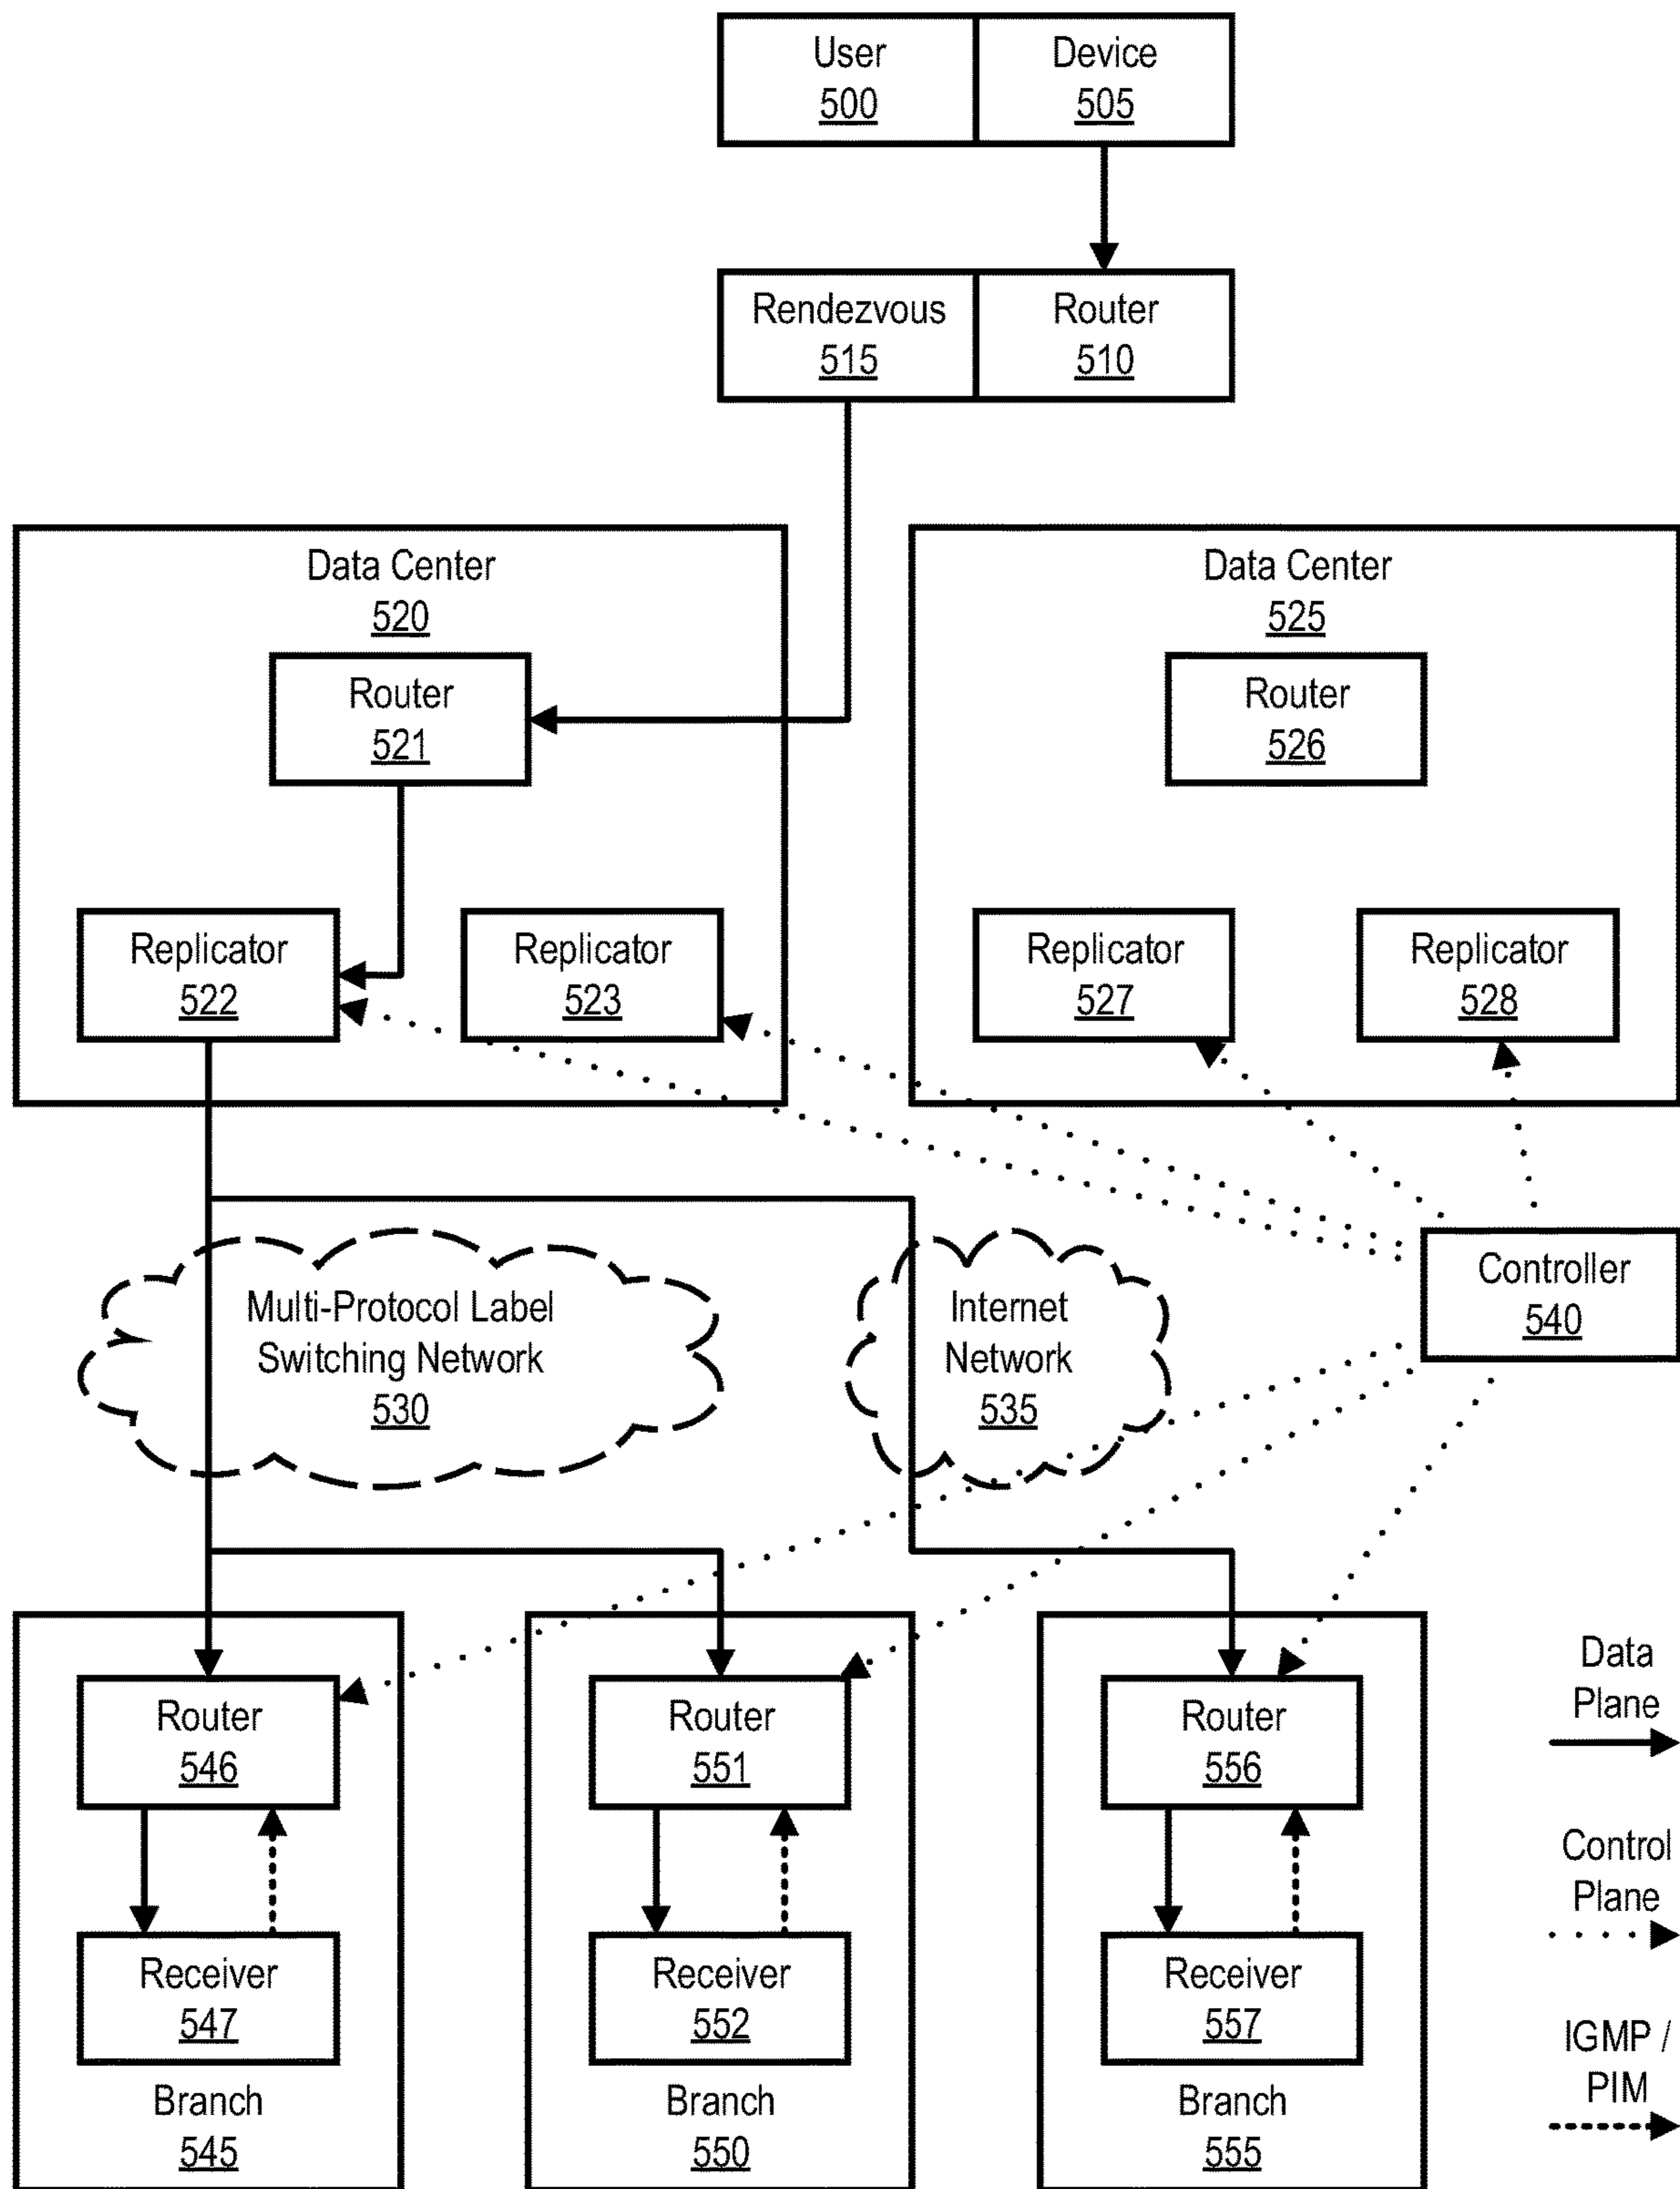 User
500
Device
505
Rendezvous
515
Router
510
Data Center
520
Router
521
Replicator
522
Replicator
523
Data Center
525
Router
526
Replicator
527
Replicator
528
Multi-Protocol Label
Switching Network
530
Internet
Network
535
Controller
540
Router
546
Receiver
547
Branch
545
Router
551
Receiver
552
Branch
550
Router
556
Receiver
557
Branch
555
Data
Plane
Control
Plane
IGMP /
PIM